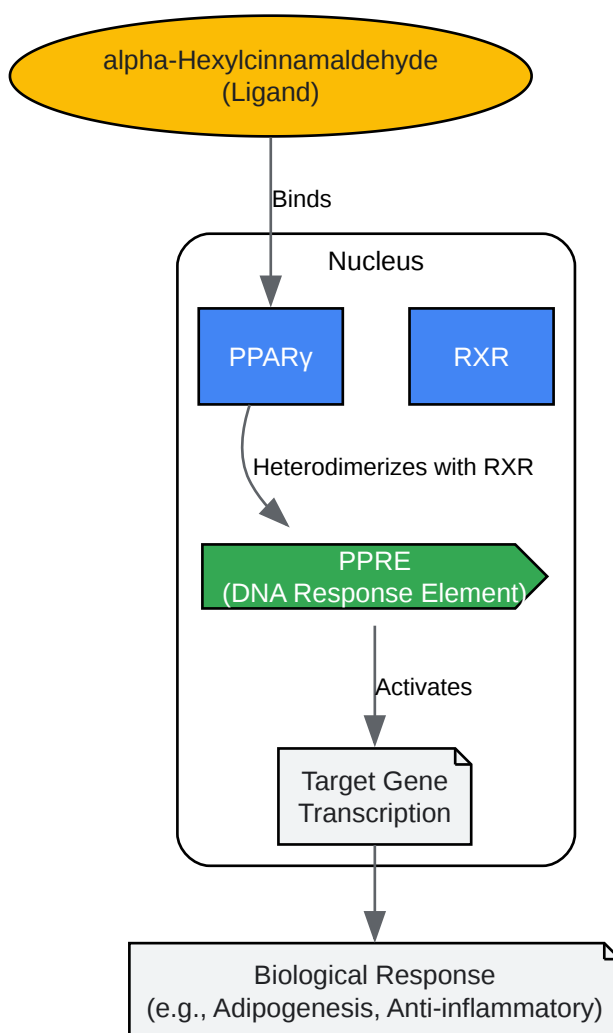 alpha-Hexylcinnamaldehyde
(Ligand)
Binds
Nucleus
PPARγ
RXR
Heterodimerizes with RXR
PPRE
(DNA Response Element)
Activates
Target Gene
Transcription
Biological Response
(e.g., Adipogenesis, Anti-inflammatory)